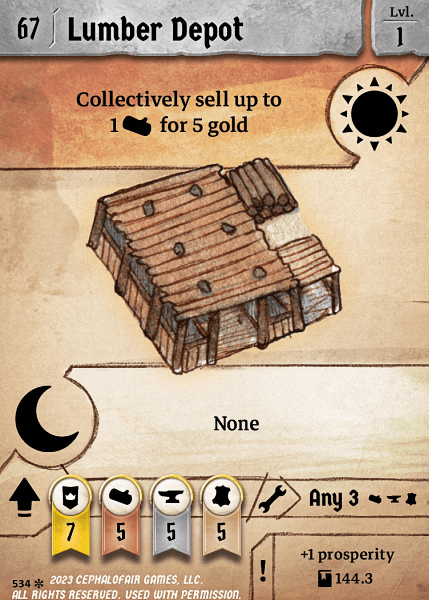 67 Lumber Depot
Lvl.
1
Collectively sell up to
1 for 5 gold
None
7 5 5 5
Any 3
! +1 prosperity
144.3
534 2023 CEPHALOFAIR GAMES, LLC.
ALL RIGHTS RESERVED. USED WITH PERMISSION.